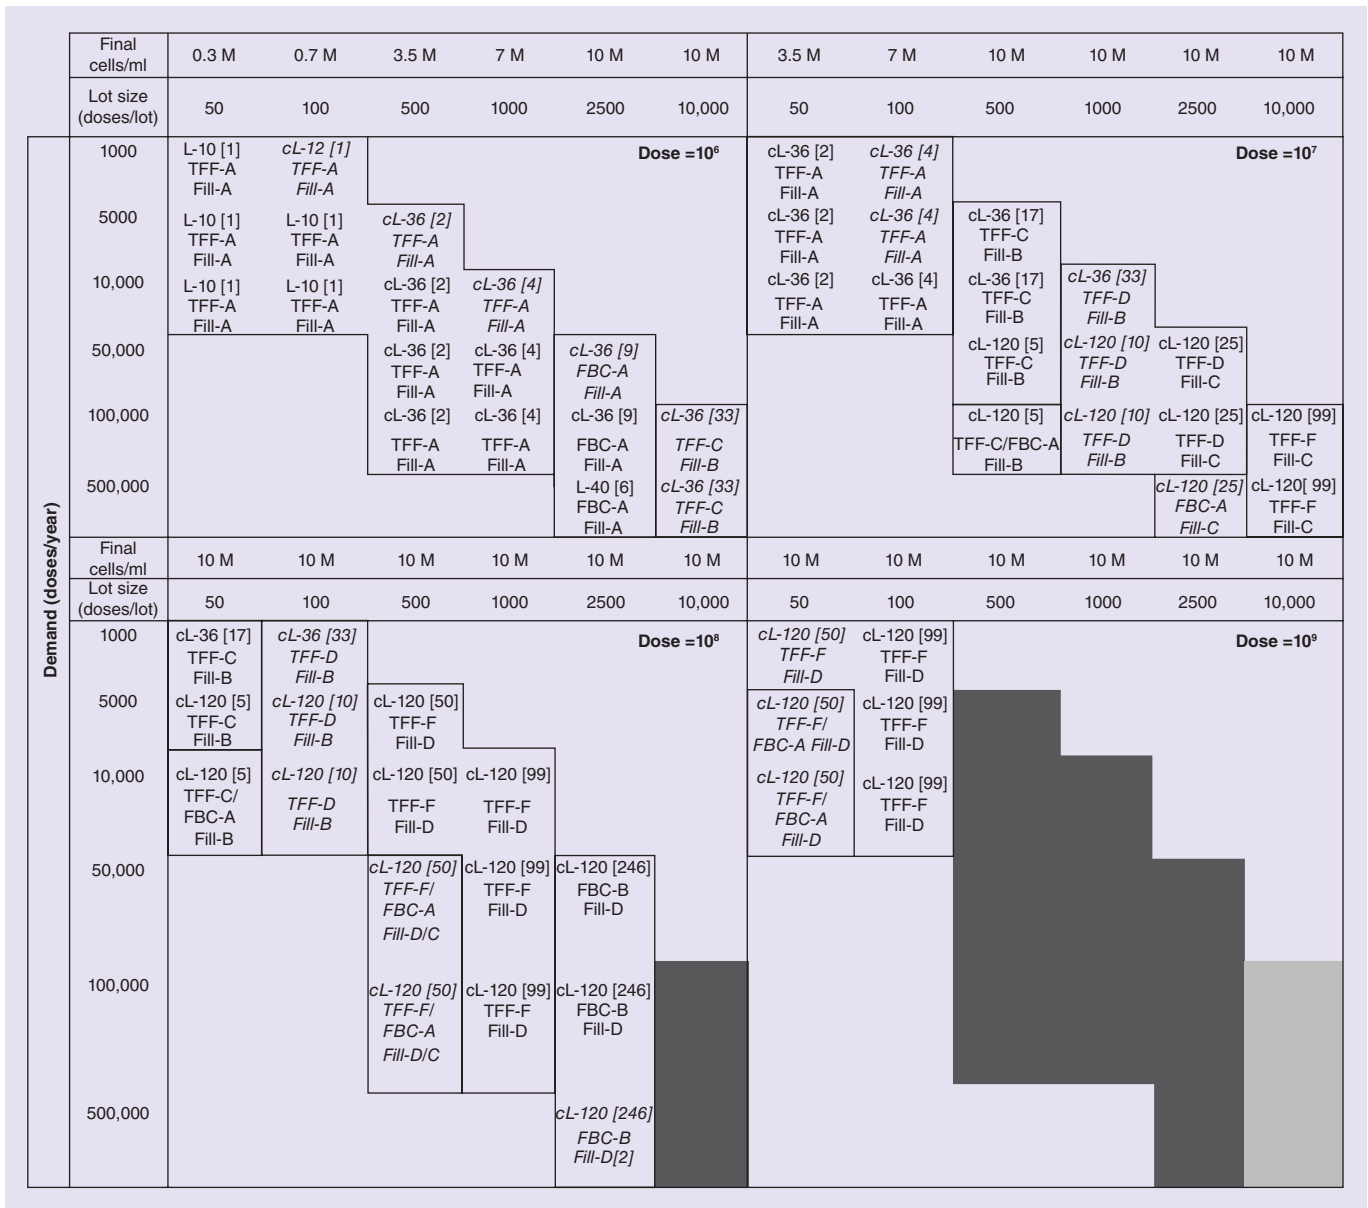 Final cells/ml 0.3 M 0.7 M 3.5 M 7 M 10 M 10 M 3.5 M 7 M 10 M 10 M 10 M 10 M
Lot size (doses/lot) 50 100 500 1000 2500 10,000 50 100 500 1000 2500 10,000
Demand (doses/year)
Dose =10⁶ Dose =10⁷
1000 L-10 [1] cL-12 [1] cL-36 [2] cL-36 [4]
TFF-A TFF-A TFF-A TFF-A
Fill-A Fill-A Fill-A Fill-A
5000 L-10 [1] L-10 [1] cL-36 [2] cL-36 [2] cL-36 [4] cL-36 [17]
TFF-A TFF-A TFF-A TFF-A TFF-A TFF-C
Fill-A Fill-A Fill-A Fill-A Fill-A Fill-B
10,000 L-10 [1] L-10 [1] cL-36 [2] cL-36 [4] cL-36 [2] cL-36 [4] cL-36 [17] cL-36 [33]
TFF-A TFF-A TFF-A TFF-A TFF-A TFF-A TFF-C TFF-D
Fill-A Fill-A Fill-A Fill-A Fill-A Fill-A Fill-B Fill-B
50,000 cL-36 [2] cL-36 [4] cL-36 [9] cL-120 [5] cL-120 [10] cL-120 [25]
TFF-A TFF-A FBC-A TFF-C TFF-D TFF-D
Fill-A Fill-A Fill-A Fill-B Fill-B Fill-C
100,000 cL-36 [2] cL-36 [4] cL-36 [9] cL-36 [33] cL-120 [5] cL-120 [10] cL-120 [25] cL-120 [99]
TFF-A TFF-A FBC-A TFF-C TFF-C/FBC-A TFF-D TFF-D TFF-F
Fill-A Fill-A Fill-A Fill-B Fill-B Fill-B Fill-C Fill-C
500,000 L-40 [6] cL-36 [33] cL-120 [25] cL-120[ 99]
FBC-A TFF-C FBC-A TFF-F
Fill-A Fill-B Fill-C Fill-C
Final cells/ml 10 M 10 M 10 M 10 M 10 M 10 M 10 M 10 M 10 M 10 M 10 M 10 M
Lot size (doses/lot) 50 100 500 1000 2500 10,000 50 100 500 1000 2500 10,000
Dose =10⁸ Dose =10⁹
1000 cL-36 [17] cL-36 [33] cL-120 [50] cL-120 [99]
TFF-C TFF-D TFF-F TFF-F
Fill-B Fill-B Fill-D Fill-D
5000 cL-120 [5] cL-120 [10] cL-120 [50] cL-120 [50] cL-120 [99]
TFF-C TFF-D TFF-F TFF-F/ TFF-F
Fill-B Fill-B Fill-D FBC-A Fill-D Fill-D
10,000 cL-120 [5] cL-120 [10] cL-120 [50] cL-120 [99] cL-120 [50] cL-120 [99]
TFF-C/ TFF-D TFF-F TFF-F TFF-F/ TFF-F
FBC-A Fill-B Fill-D Fill-D FBC-A Fill-D
Fill-B Fill-D
50,000 cL-120 [50] cL-120 [99] cL-120 [246]
TFF-F/ TFF-F FBC-B
FBC-A Fill-D Fill-D
Fill-D/C
100,000 cL-120 [50] cL-120 [99] cL-120 [246]
TFF-F/ TFF-F FBC-B
FBC-A Fill-D Fill-D
Fill-D/C
500,000 cL-120 [246]
FBC-B
Fill-D[2]